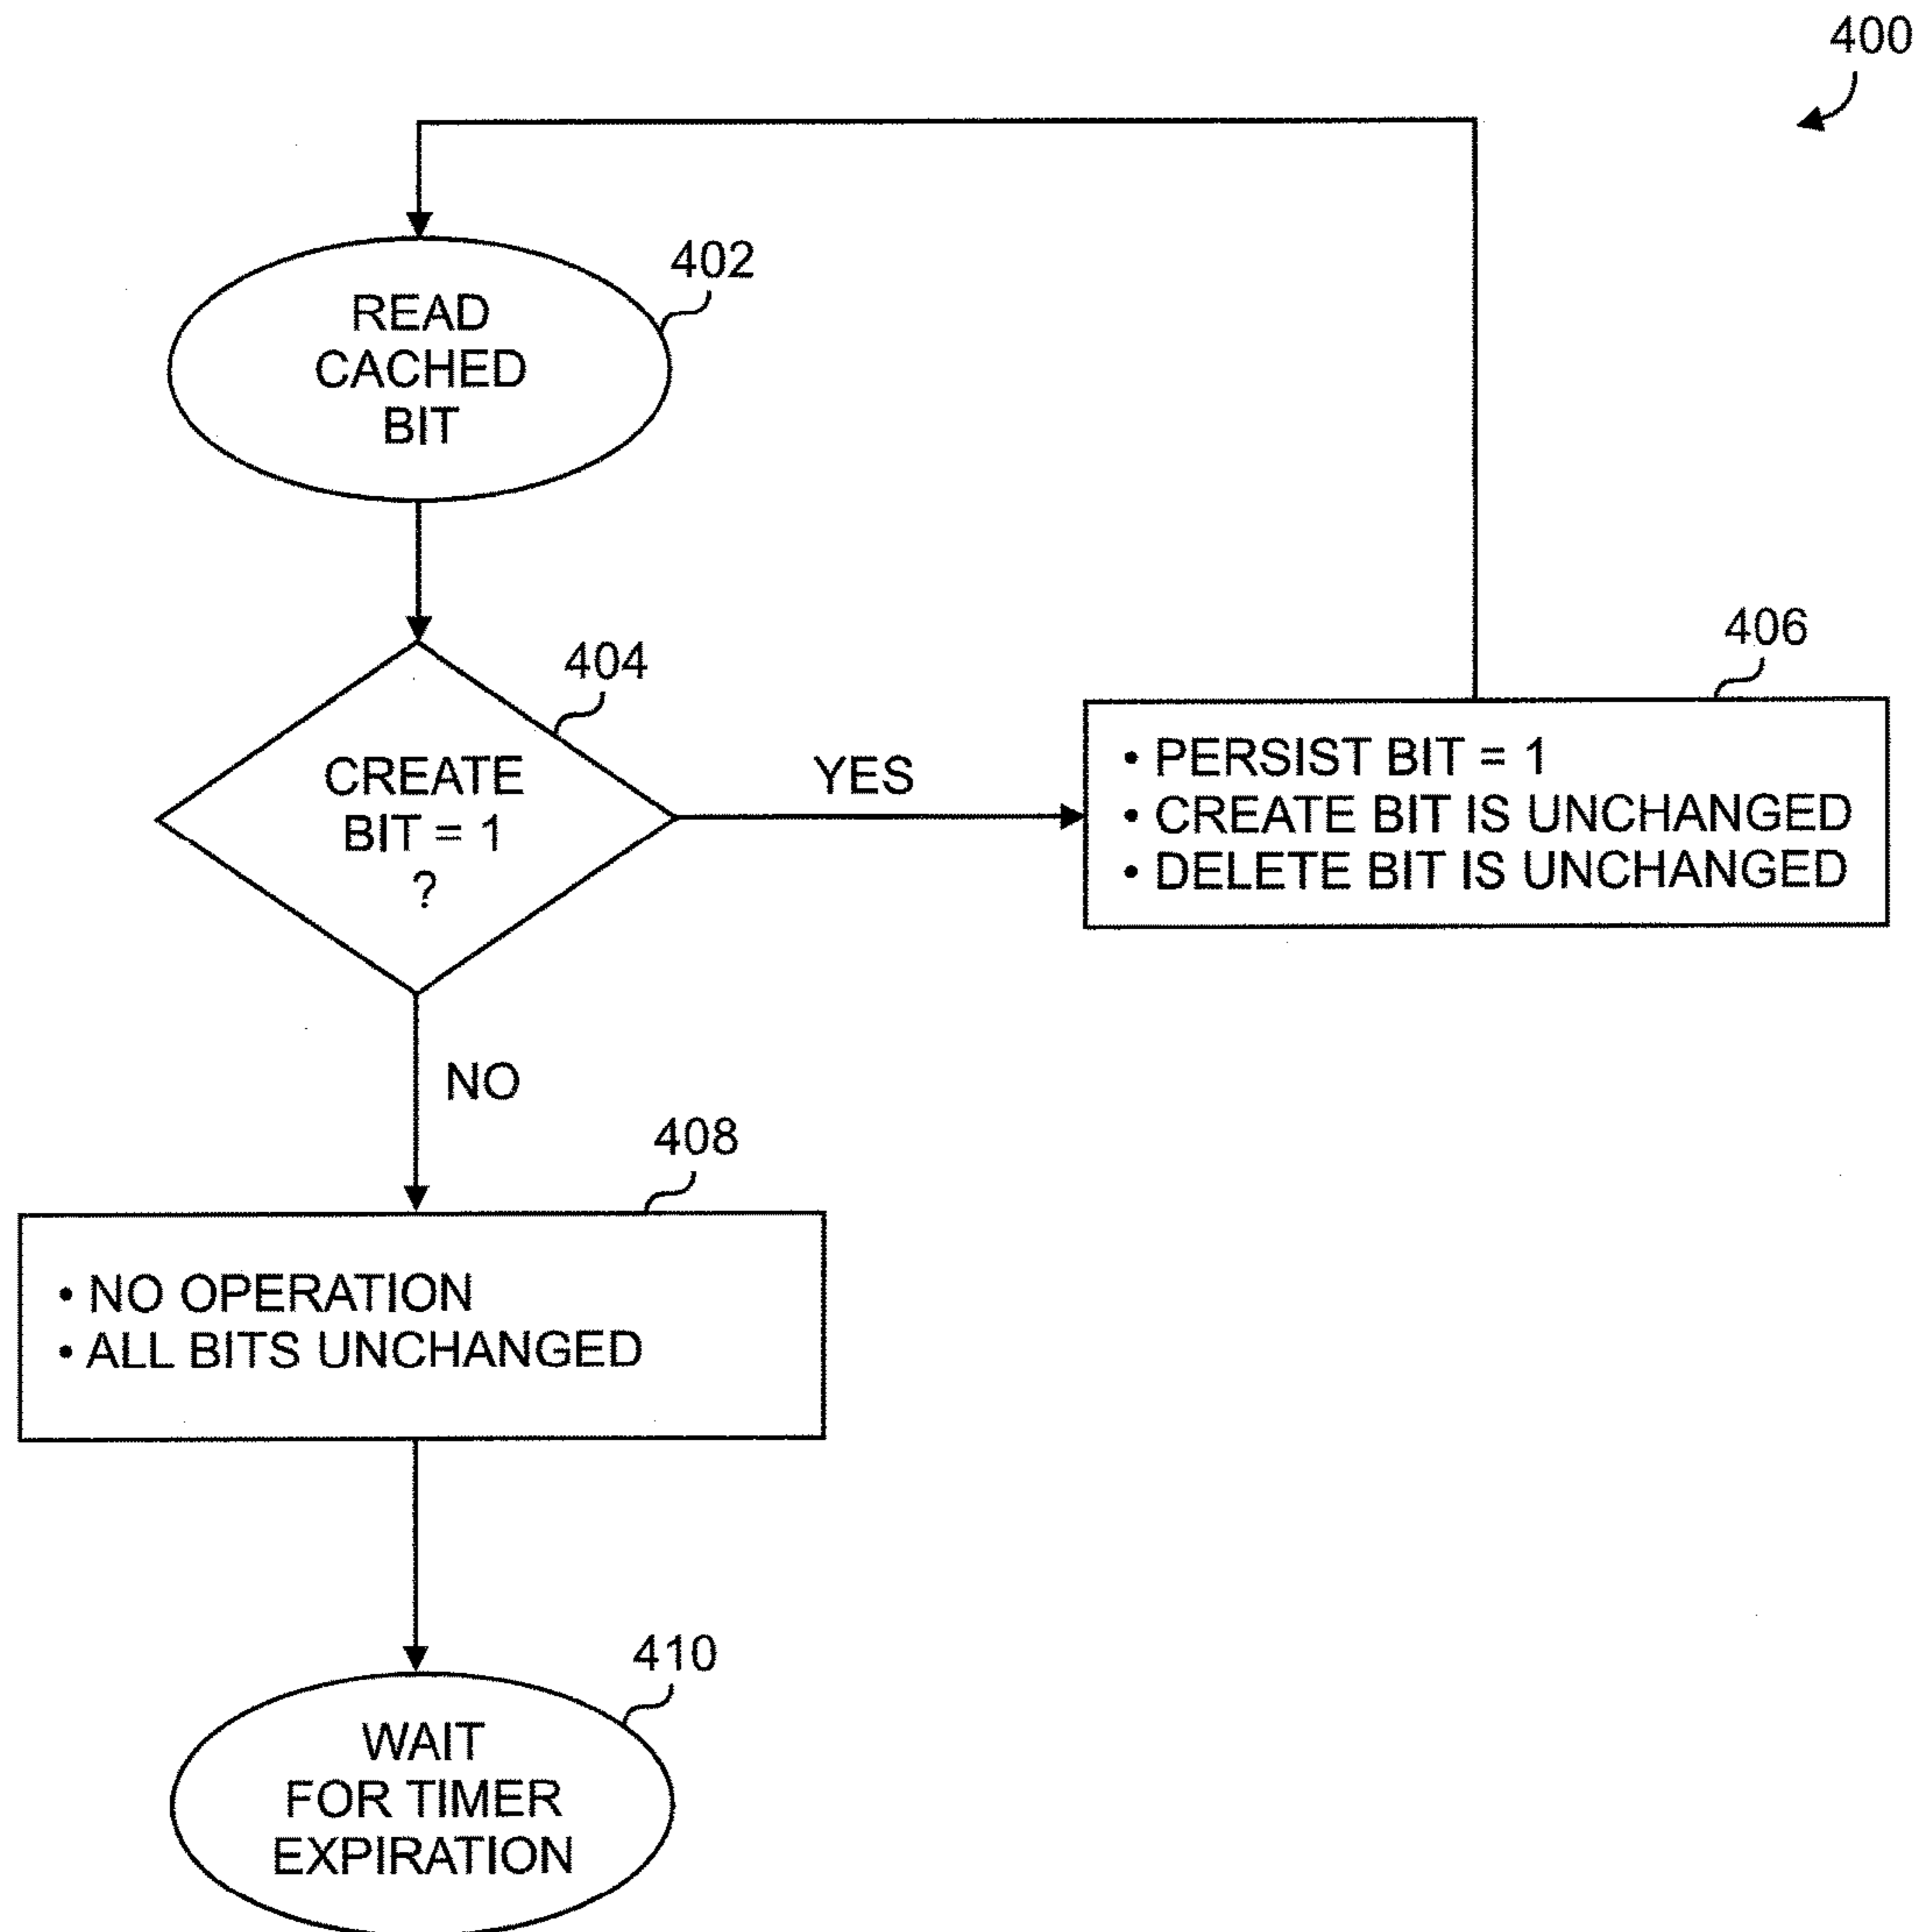 400
402
READ
CACHED
BIT
404
CREATE
BIT = 1
?
YES
406
• PERSIST BIT = 1
• CREATE BIT IS UNCHANGED
• DELETE BIT IS UNCHANGED
NO
408
• NO OPERATION
• ALL BITS UNCHANGED
410
WAIT
FOR TIMER
EXPIRATION